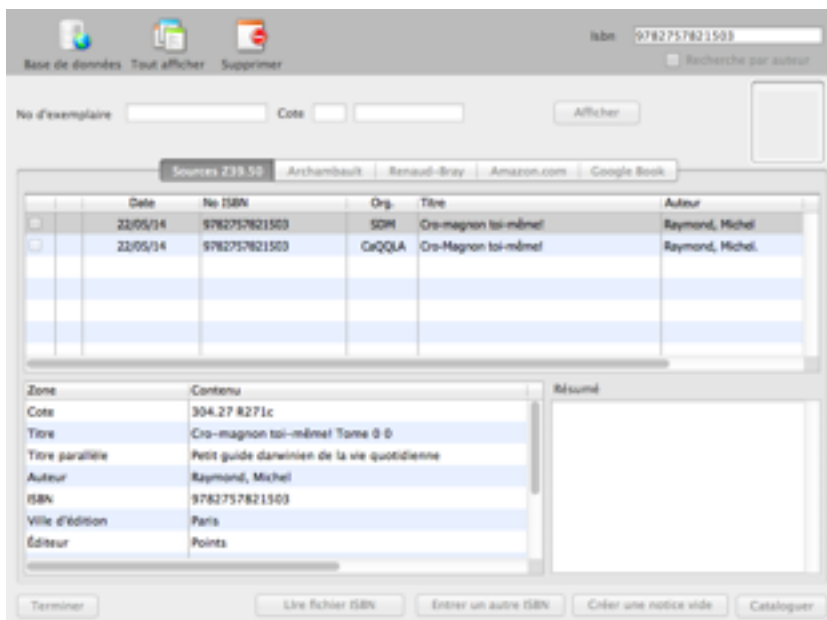 Isbn 9782757821503
Base de données Tout afficher Supprimer Recherche par auteur
No d'exemplaire Cote Afficher
Sources Z39.50 Archambault Renaud-Bray Amazon.com Google Book
Date No ISBN Org. Titre Auteur
22/05/14 9782757821503 SDM Cro-magnon toi-même! Raymond, Michel
22/05/14 9782757821503 CaQQLA Cro-Magnon toi-même! Raymond, Michel.
Zone Contenu Résumé
Cote 304.27 R271c
Titre Cro-magnon toi-même! Tome 0 0
Titre parallèle Petit guide darwinien de la vie quotidienne
Auteur Raymond, Michel
ISBN 9782757821503
Ville d'édition Paris
Éditeur Points
Terminer Lire fichier ISBN Entrer un autre ISBN Créer une notice vide Cataloguer